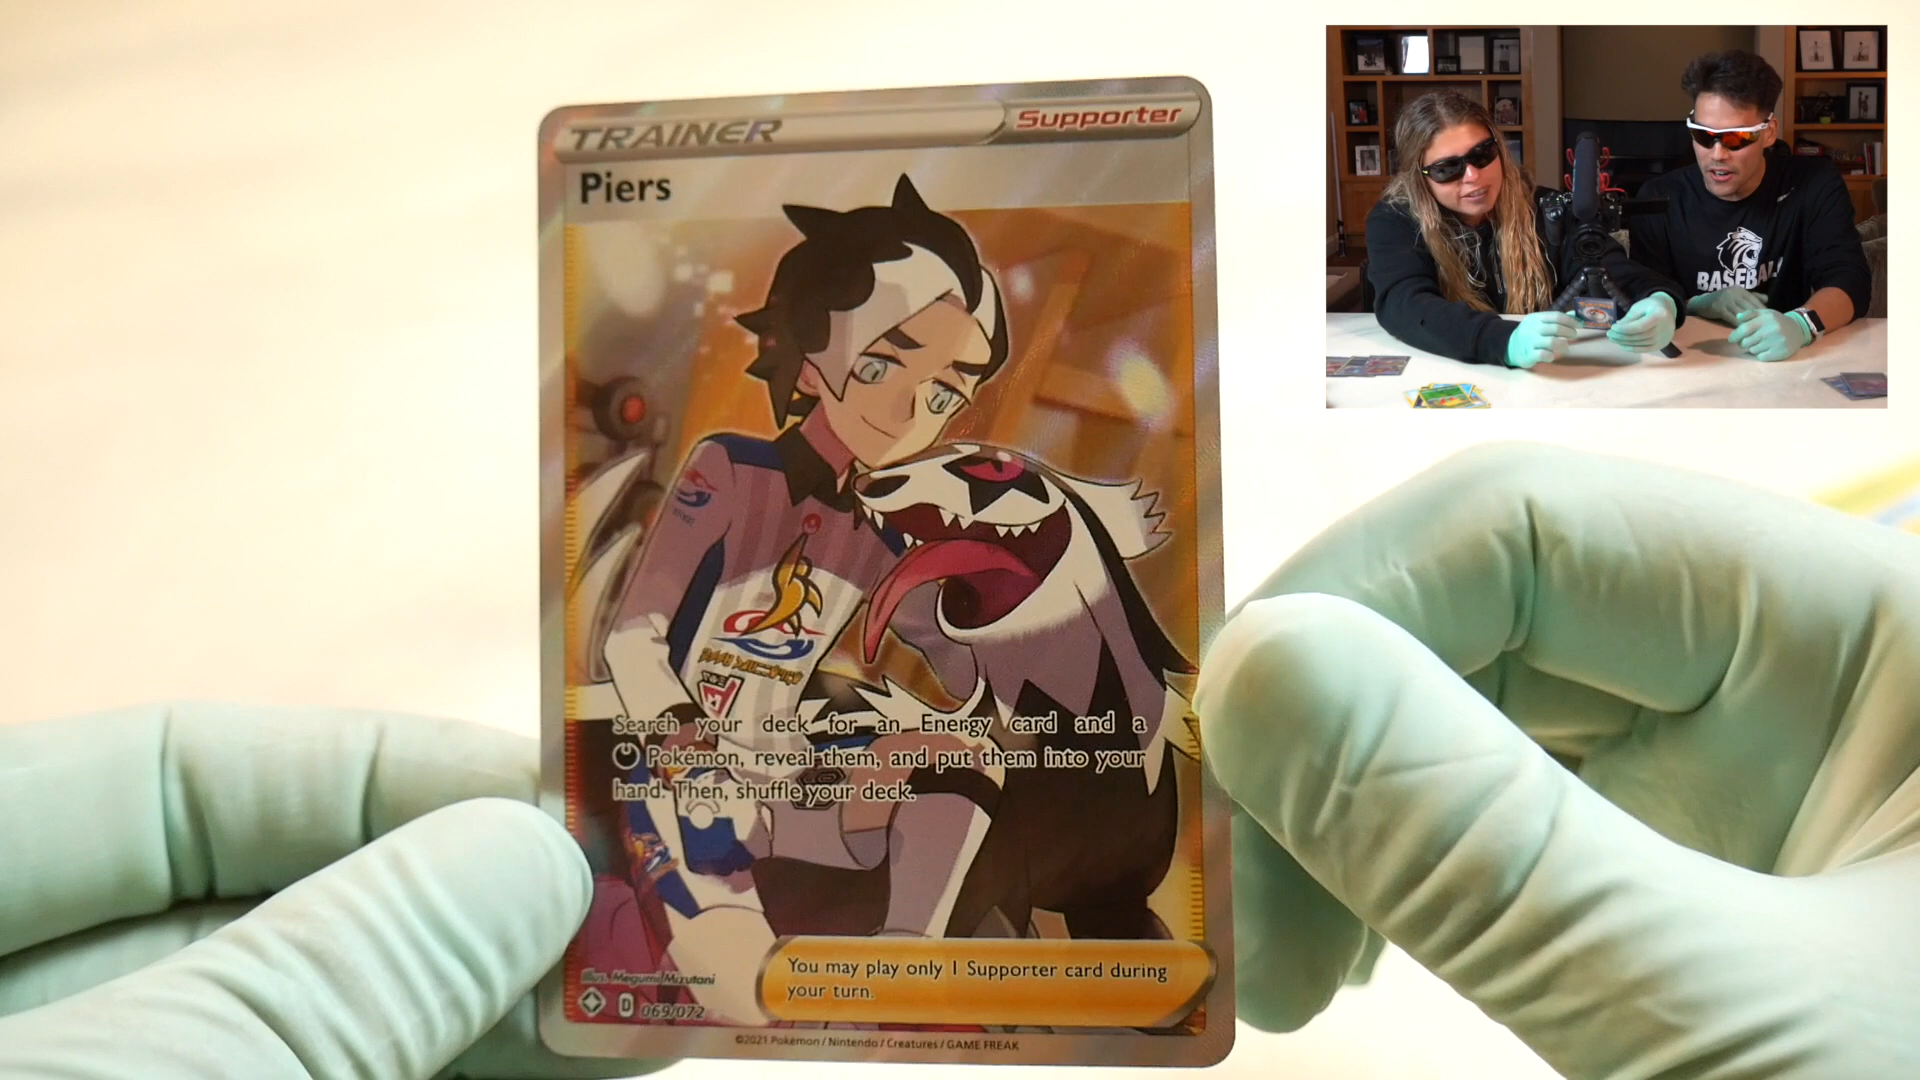 TRAINER
Supporter
Piers
Search your deck for an Energy card and a
Pokémon, reveal them, and put them into your
hand. Then, shuffle your deck.
You may play only 1 Supporter card during
your turn.
Illus. Megumi Mizutani
D 069/072
©2021 Pokémon / Nintendo / Creatures / GAME FREAK
BASEBALL